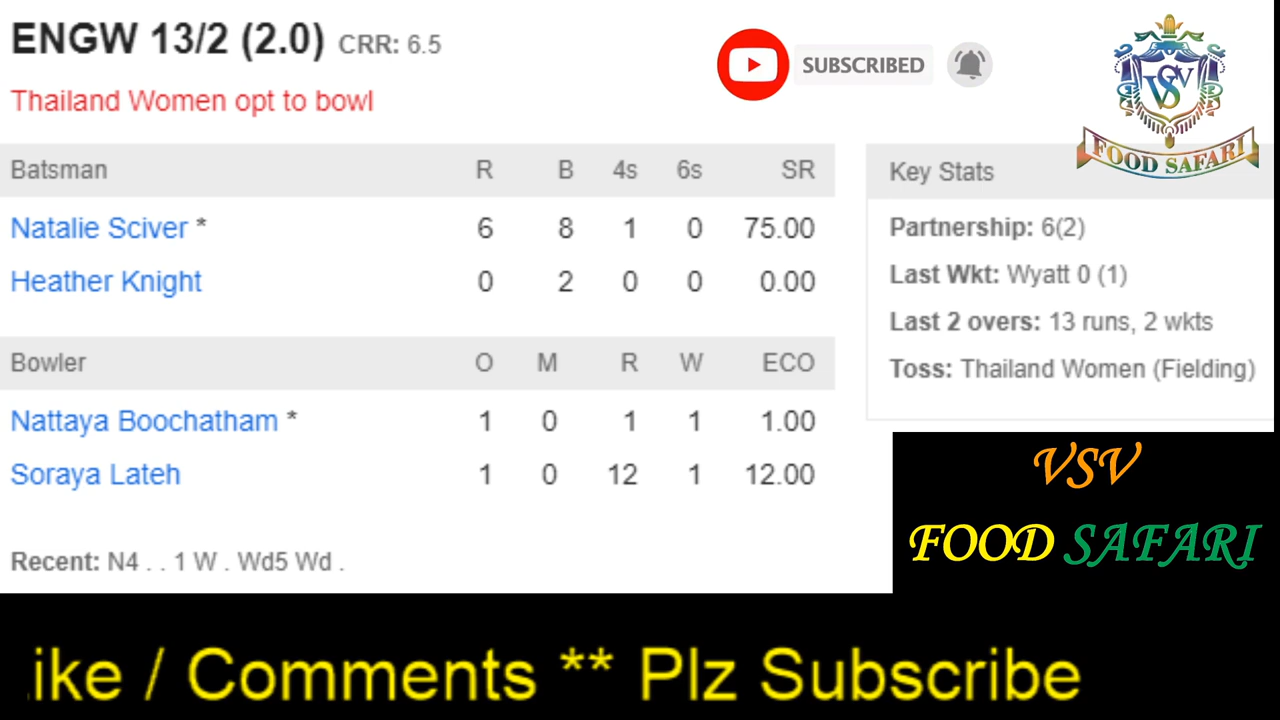 ENGW 13/2 (2.0) CRR: 6.5
SUBSCRIBED
VSV
FOOD SAFARI
Thailand Women opt to bowl
Batsman R B 4s 6s SR
Natalie Sciver * 6 8 1 0 75.00
Heather Knight 0 2 0 0 0.00
Bowler O M R W ECO
Nattaya Boochatham * 1 0 1 1 1.00
Soraya Lateh 1 0 12 1 12.00
Recent: N4 . . 1 W . Wd5 Wd .
Key Stats
Partnership: 6(2)
Last Wkt: Wyatt 0 (1)
Last 2 overs: 13 runs, 2 wkts
Toss: Thailand Women (Fielding)
VSV
FOOD SAFARI
ike / Comments ** Plz Subscribe